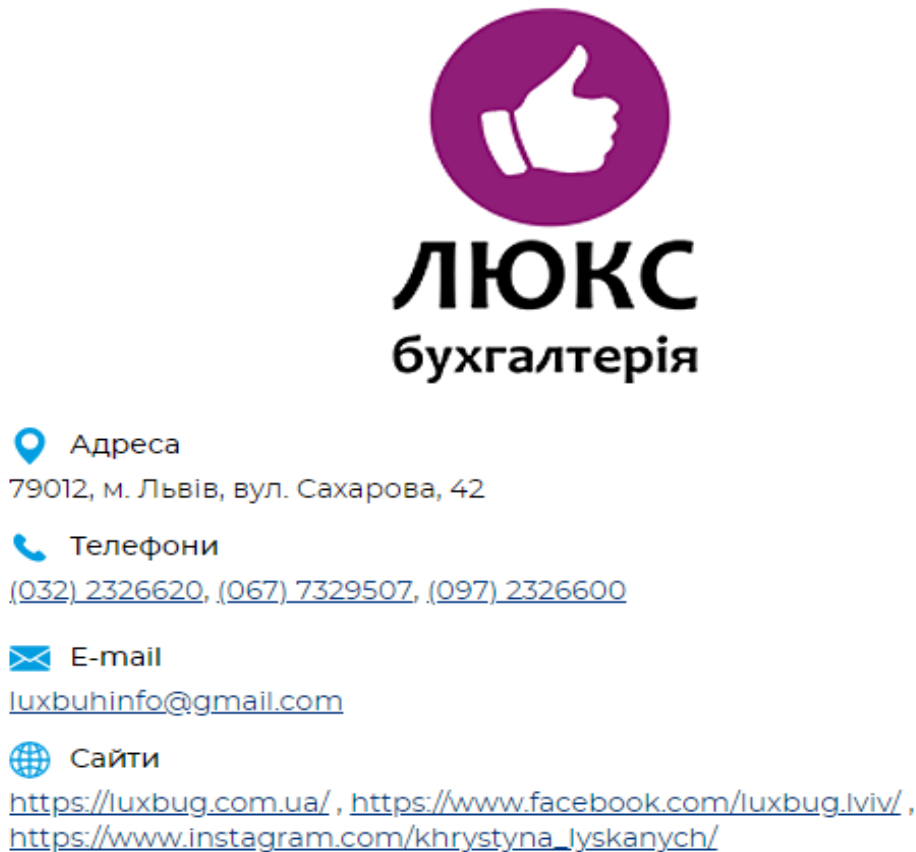 ЛЮКС
бухгалтерія
Адреса
79012, м. Львів, вул. Сахарова, 42
Телефони
(032) 2326620, (067) 7329507, (097) 2326600
E-mail
luxbuhinfo@gmail.com
Сайти
https://luxbug.com.ua/ , https://www.facebook.com/luxbug.lviv/ ,
https://www.instagram.com/khrystyna_lyskanych/